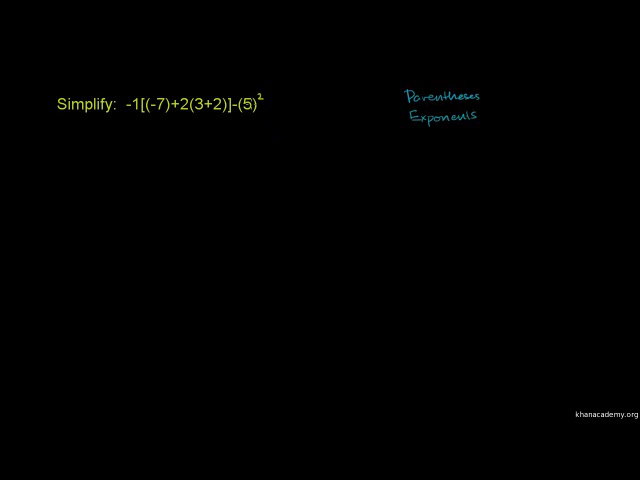 Simplify: -1[(-7)+2(3+2)]-(5)²
Parentheses
Exponents
khanacademy.org